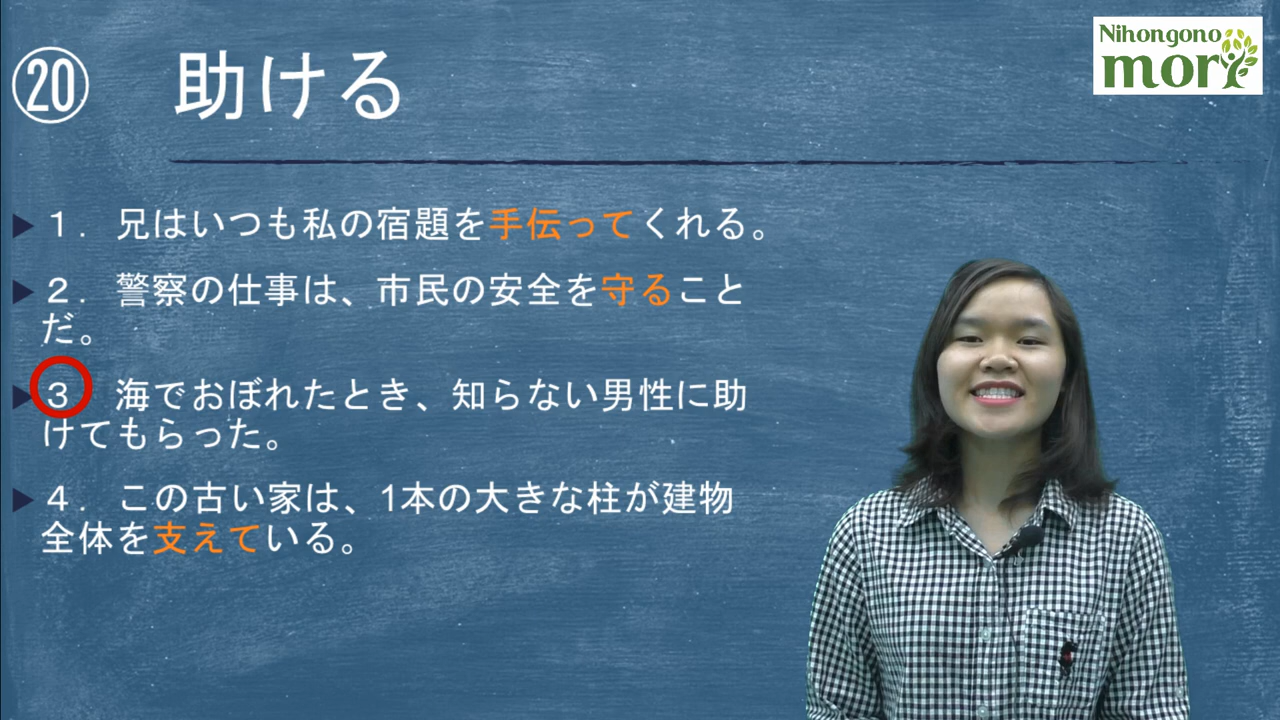 Nihongono
mori
⑳ 助ける
１． 兄はいつも私の宿題を手伝ってくれる。
２． 警察の仕事は、市民の安全を守ること
だ。
３ 海でおぼれたとき、知らない男性に助
けてもらった。
４． この古い家は、1本の大きな柱が建物
全体を支えている。